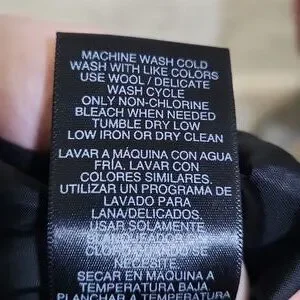 MACHINE WASH COLD
WASH WITH LIKE COLORS
USE WOOL / DELICATE
WASH CYCLE
ONLY NON-CHLORINE
BLEACH WHEN NEEDED
TUMBLE DRY LOW
LOW IRON OR DRY CLEAN
LAVAR A MÁQUINA CON AGUA
FRÍA. LAVAR CON
COLORES SIMILARES
UTILIZAR UN PROGRAMA DE
LAVADO PARA
LANA/DELICADOS.
USAR SOLAMENTE
NECESITE
SECAR EN MÁQUINA A
TEMPERATURA BAJA
PLANCHAR A TEMPERATURA